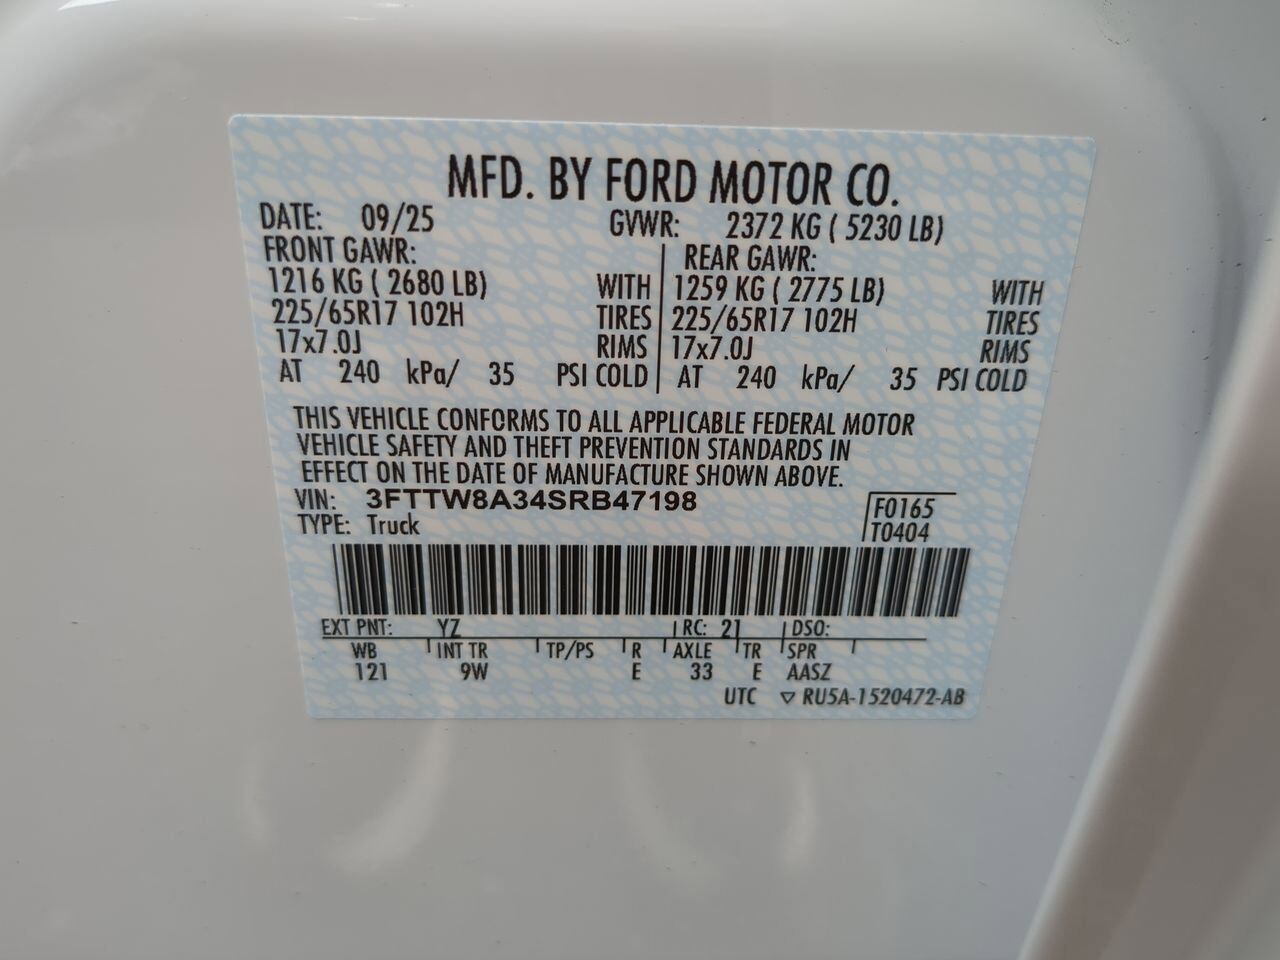 MFD. BY FORD MOTOR CO.
DATE: 09/25 GVWR: 2372 KG ( 5230 LB)
FRONT GAWR: REAR GAWR:
1216 KG ( 2680 LB) WITH 1259 KG ( 2775 LB) WITH
225/65R17 102H TIRES 225/65R17 102H TIRES
17x7.0J RIMS 17x7.0J RIMS
AT 240 kPa/ 35 PSI COLD AT 240 kPa/ 35 PSI COLD
THIS VEHICLE CONFORMS TO ALL APPLICABLE FEDERAL MOTOR
VEHICLE SAFETY AND THEFT PREVENTION STANDARDS IN
EFFECT ON THE DATE OF MANUFACTURE SHOWN ABOVE.
VIN: 3FTTW8A34SRB47198 F0165
TYPE: Truck T0404
EXT PNT: YZ RC: 21 DSO:
WB INT TR TP/PS R AXLE TR SPR
121 9W E 33 E AASZ
UTC ▽ RU5A-1520472-AB